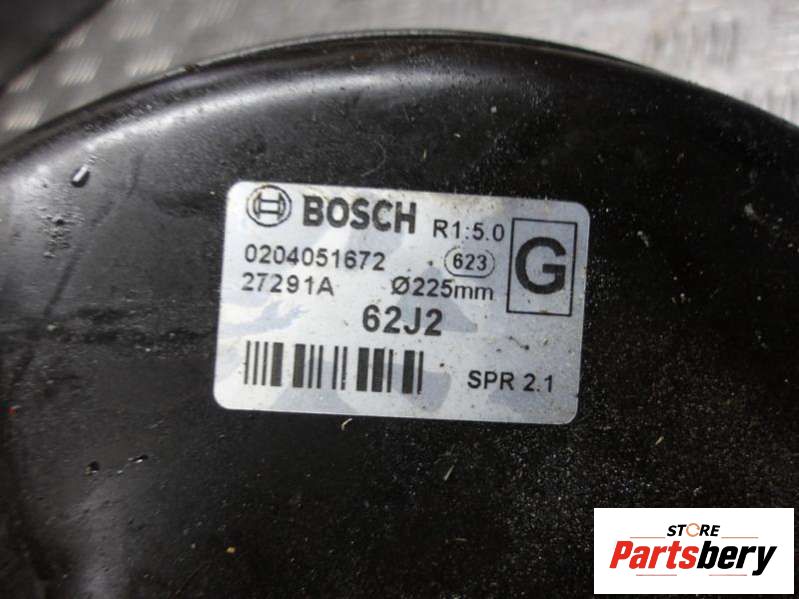 BOSCH R1:5.0 G
0204051672 623
27291A Ø225mm
62J2
SPR 2.1
STORE
Partsbery